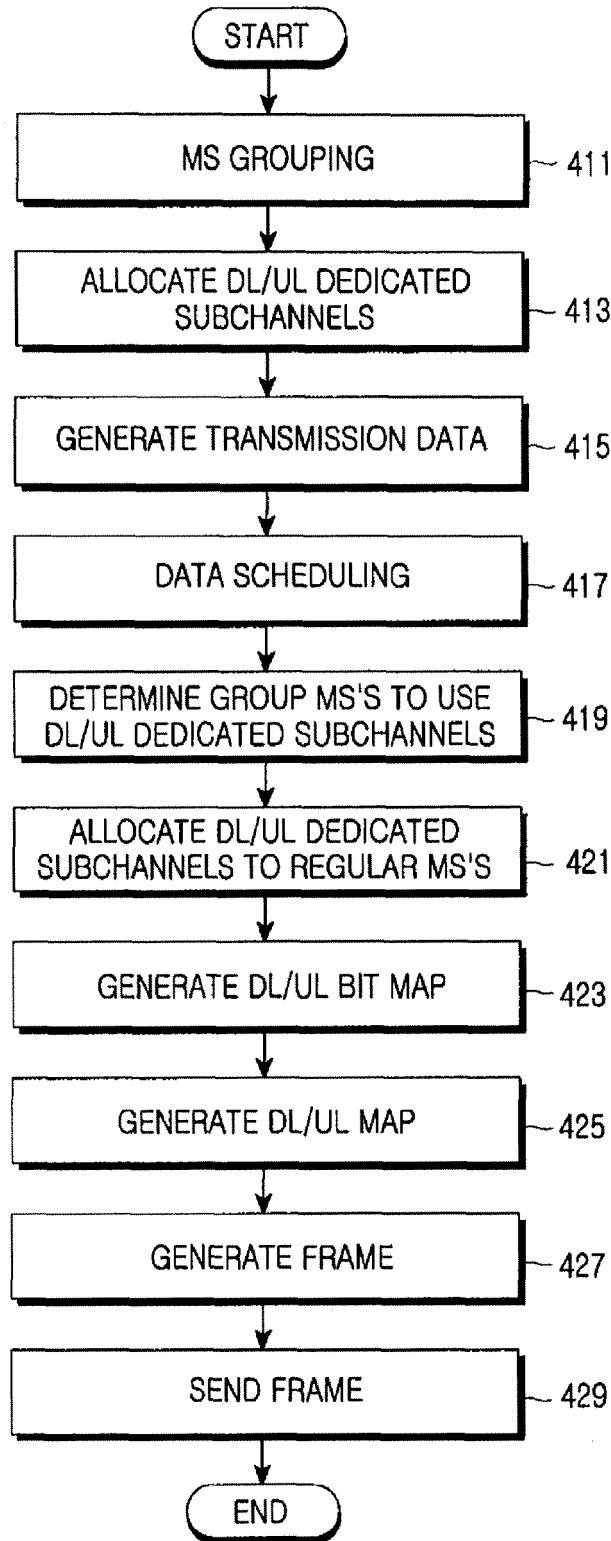 START
MS GROUPING
411
ALLOCATE DL/UL DEDICATED
SUBCHANNELS
413
GENERATE TRANSMISSION DATA
415
DATA SCHEDULING
417
DETERMINE GROUP MS'S TO USE
DL/UL DEDICATED SUBCHANNELS
419
ALLOCATE DL/UL DEDICATED
SUBCHANNELS TO REGULAR MS'S
421
GENERATE DL/UL BIT MAP
423
GENERATE DL/UL MAP
425
GENERATE FRAME
427
SEND FRAME
429
END